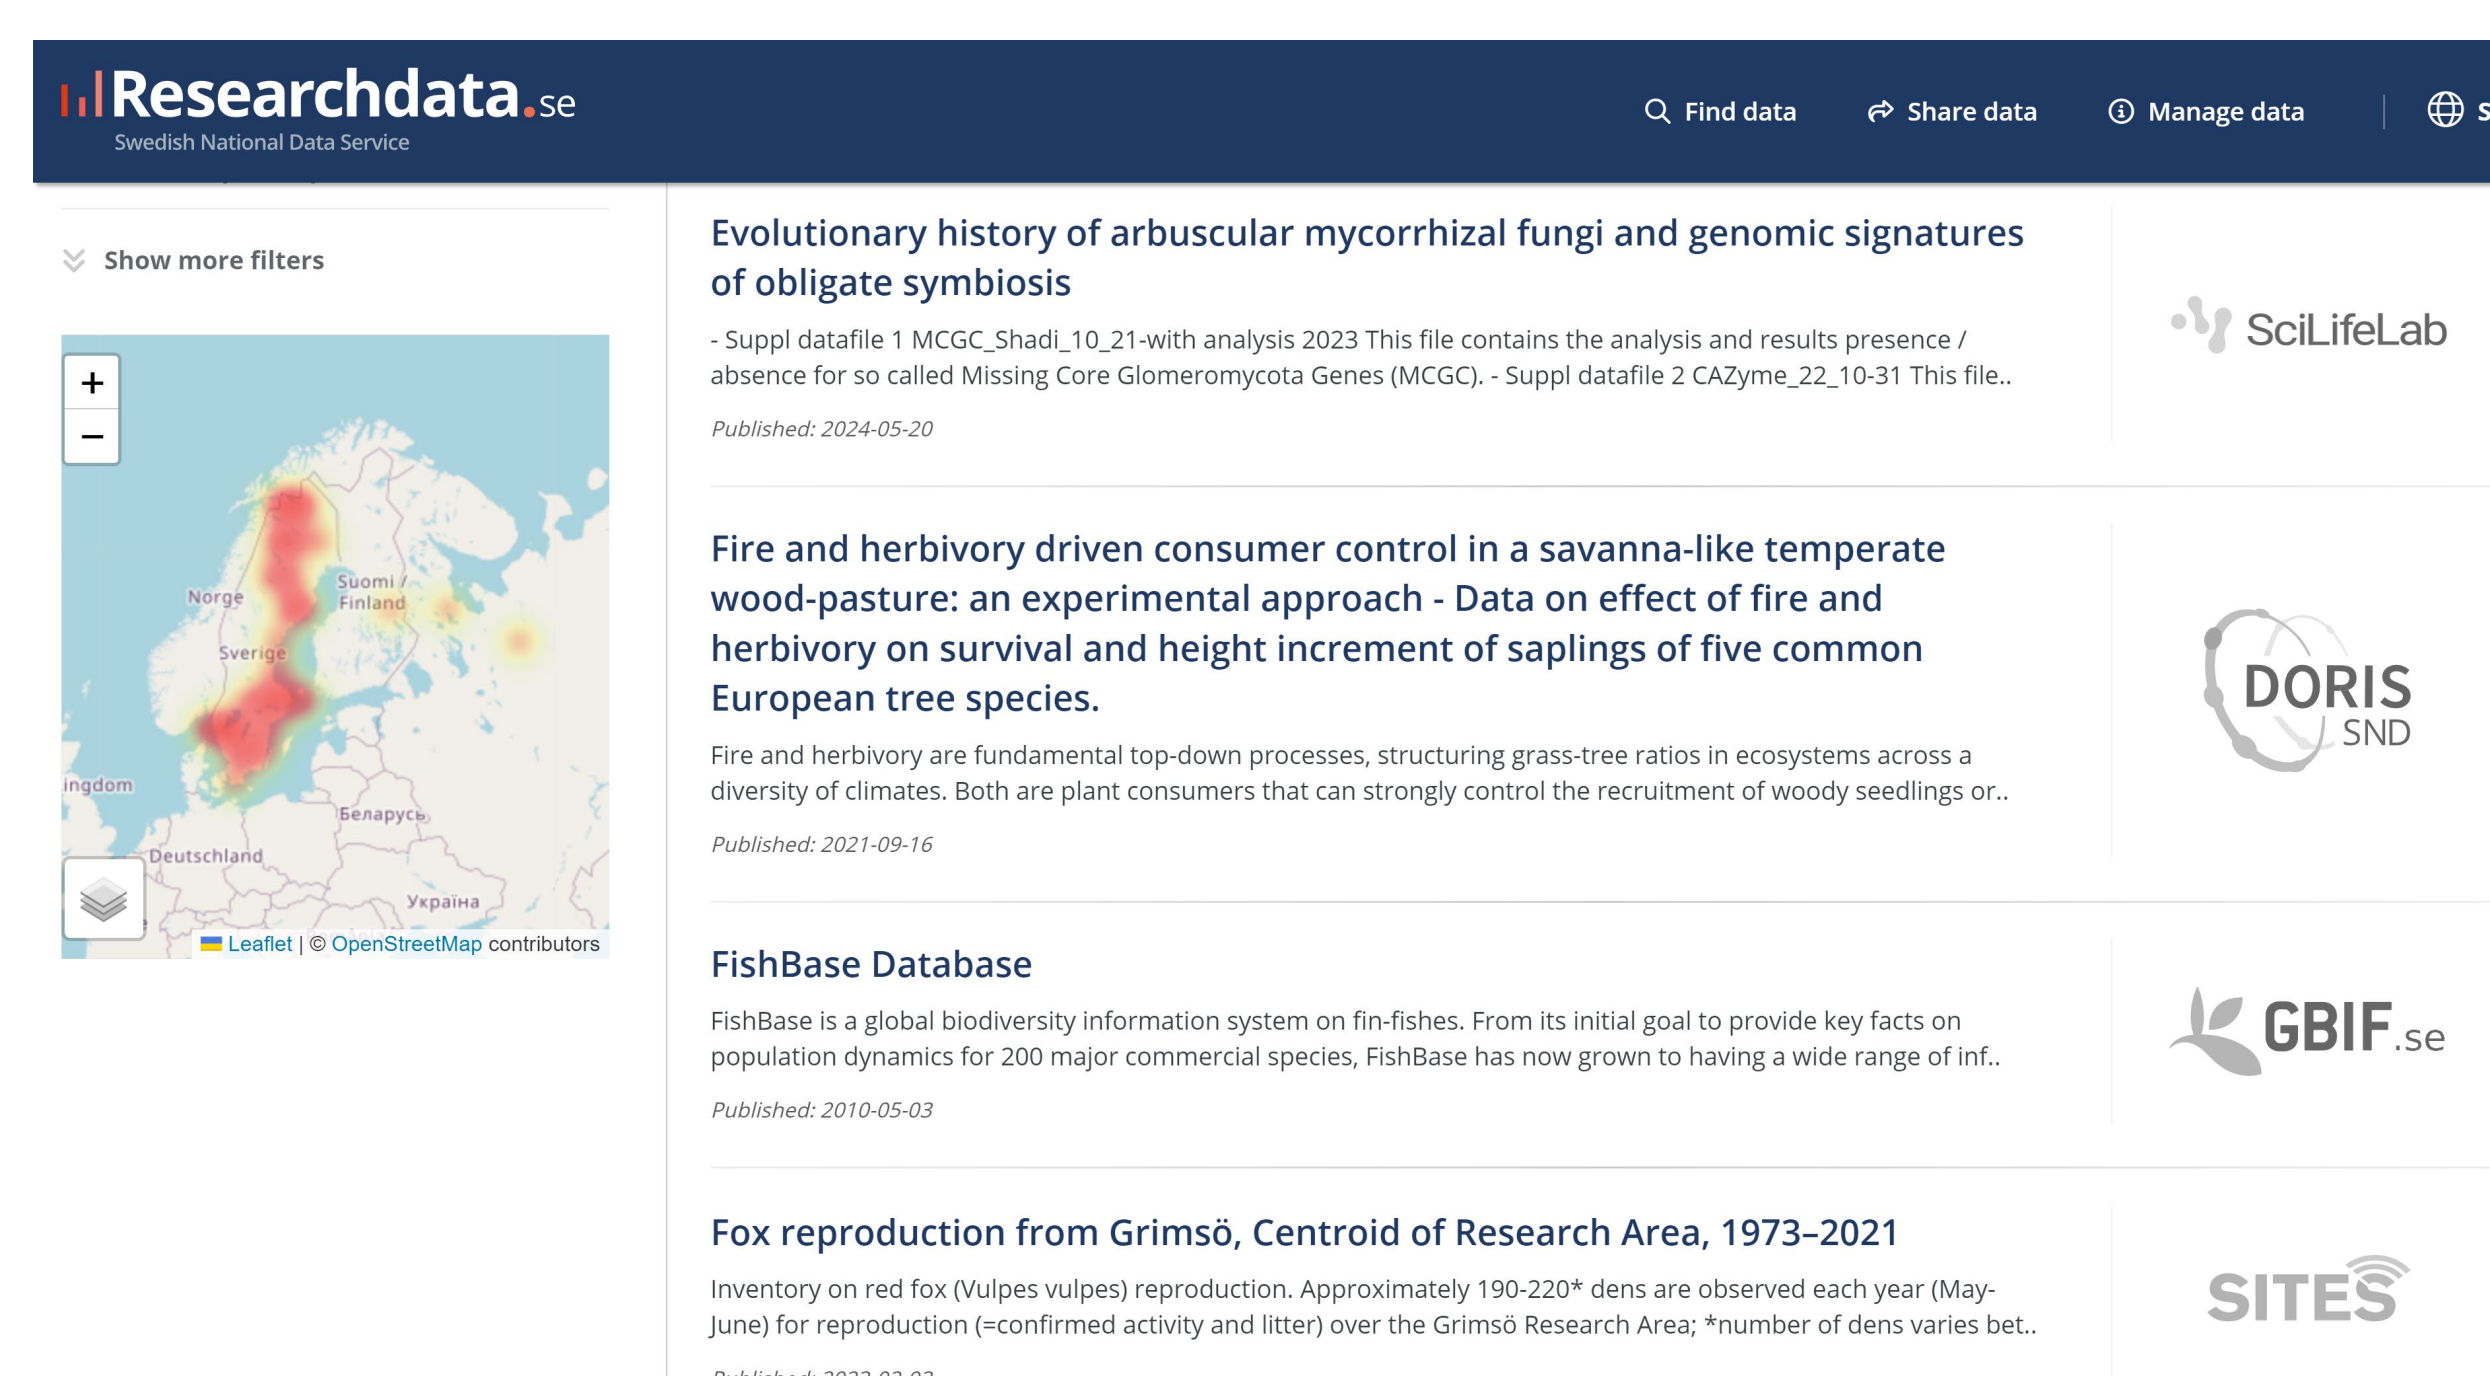 Researchdata.se
Swedish National Data Service
Find data
Share data
Manage data
S
Show more filters
+
−
Norge
Suomi /
Finland
Sverige
ingdom
Беларусь
Deutschland
Україна
Leaflet | © OpenStreetMap contributors
Evolutionary history of arbuscular mycorrhizal fungi and genomic signatures
of obligate symbiosis
- Suppl datafile 1 MCGC_Shadi_10_21-with analysis 2023 This file contains the analysis and results presence /
absence for so called Missing Core Glomeromycota Genes (MCGC). - Suppl datafile 2 CAZyme_22_10-31 This file..
Published: 2024-05-20
SciLifeLab
Fire and herbivory driven consumer control in a savanna-like temperate
wood-pasture: an experimental approach - Data on effect of fire and
herbivory on survival and height increment of saplings of five common
European tree species.
Fire and herbivory are fundamental top-down processes, structuring grass-tree ratios in ecosystems across a
diversity of climates. Both are plant consumers that can strongly control the recruitment of woody seedlings or..
Published: 2021-09-16
DORIS
SND
FishBase Database
FishBase is a global biodiversity information system on fin-fishes. From its initial goal to provide key facts on
population dynamics for 200 major commercial species, FishBase has now grown to having a wide range of inf..
Published: 2010-05-03
GBIF.se
Fox reproduction from Grimsö, Centroid of Research Area, 1973–2021
Inventory on red fox (Vulpes vulpes) reproduction. Approximately 190-220* dens are observed each year (May-
June) for reproduction (=confirmed activity and litter) over the Grimsö Research Area; *number of dens varies bet..
SITES